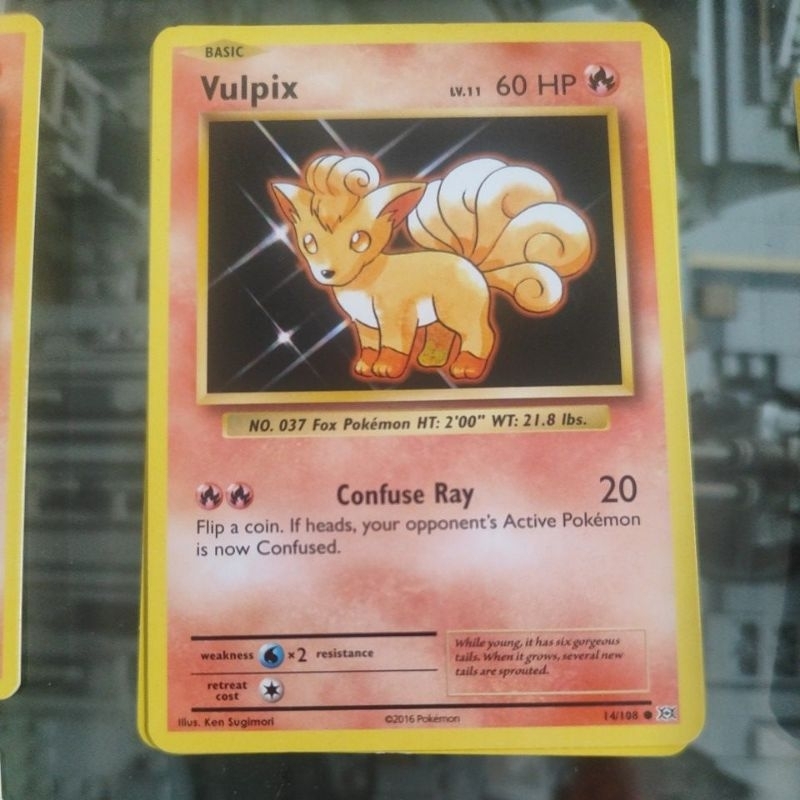 BASIC
Vulpix LV.11 60 HP
NO. 037 Fox Pokémon HT: 2'00" WT: 21.8 lbs.
Confuse Ray 20
Flip a coin. If heads, your opponent's Active Pokémon
is now Confused.
weakness ×2 resistance
retreat
cost
While young, it has six gorgeous
tails. When it grows, several new
tails are sprouted.
Illus. Ken Sugimori ©2016 Pokémon 14/108